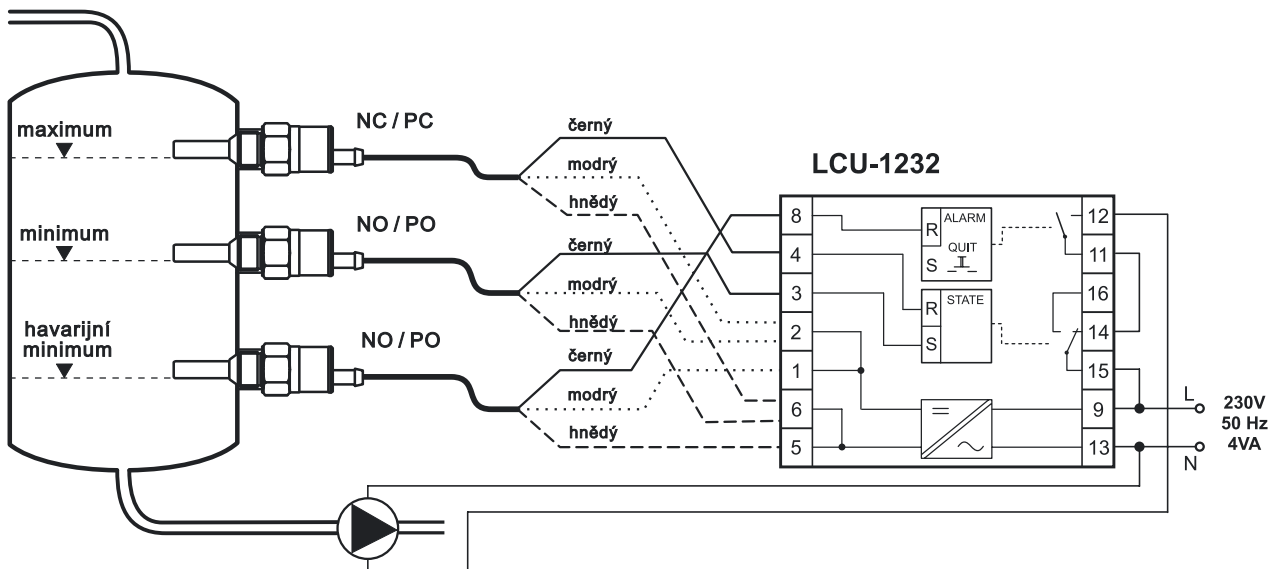 maximum
NC / PC
černý
modrý
hnědý
minimum
NO / PO
černý
modrý
hnědý
havarijní
minimum
NO / PO
černý
modrý
hnědý
LCU-1232
8
4
3
2
1
6
5
R
ALARM
QUIT
S
R
STATE
S
12
11
16
14
15
9
13
L
N
230V
50 Hz
4VA